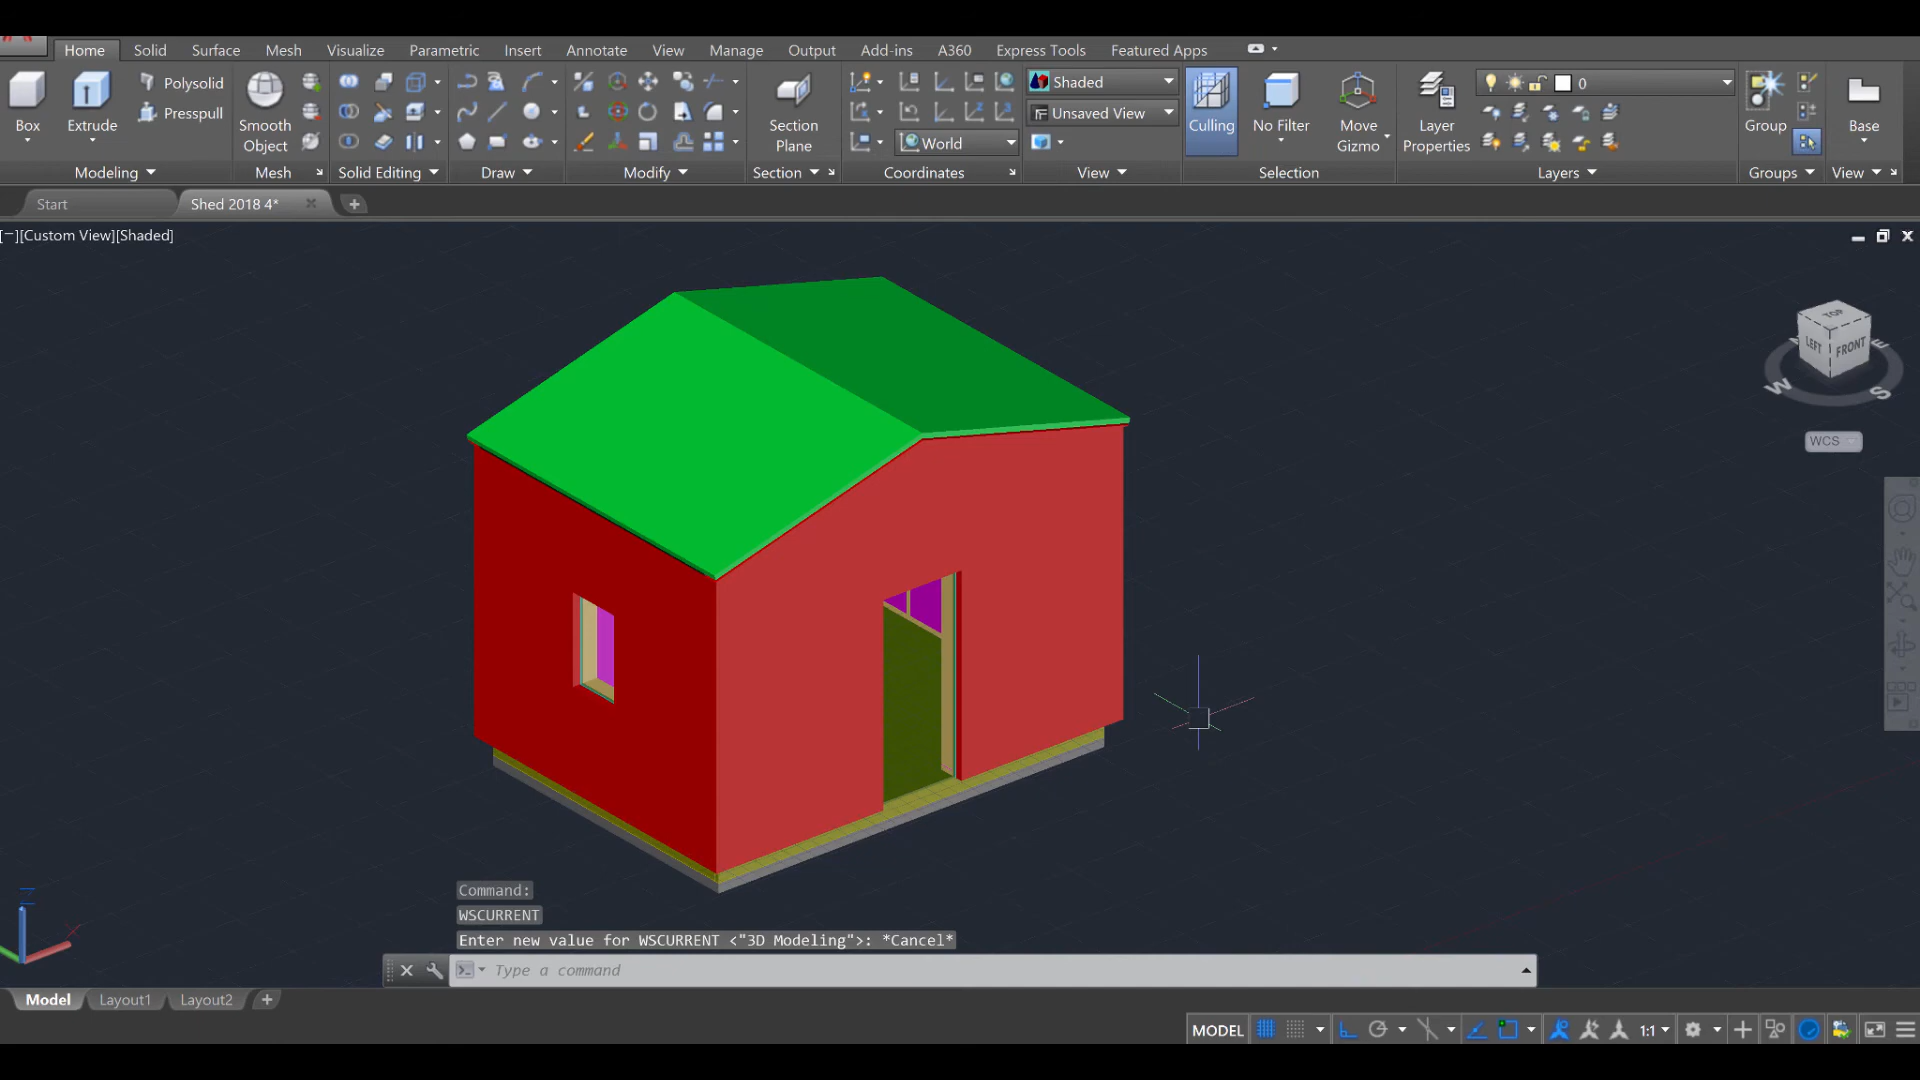 Home Solid Surface Mesh Visualize Parametric Insert Annotate View Manage Output Add-ins A360 Express Tools Featured Apps
Polysolid
Presspull
Box
Extrude
Smooth
Object
Section
Plane
World
Shaded
Unsaved View
Culling
No Filter
Move
Gizmo
Layer
Properties
0
Group
Base
Modeling Mesh Solid Editing Draw Modify Section Coordinates View Selection Layers Groups View
Start Shed 2018 4*
[−][Custom View][Shaded]
TOP
LEFT FRONT
E
W S
WCS
Command:
WSCURRENT
Enter new value for WSCURRENT <"3D Modeling">: *Cancel*
Type a command
Z
X
Model Layout1 Layout2
MODEL 1:1